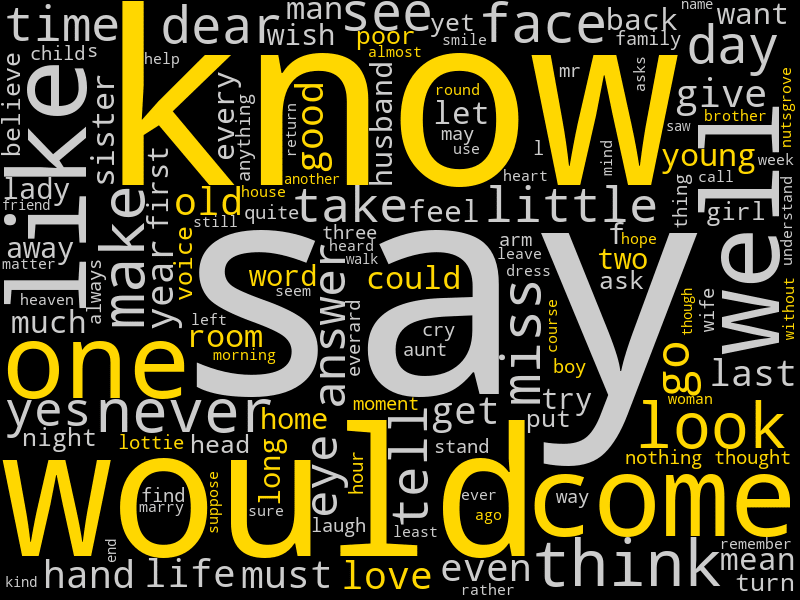 time
dear
man
see
yet
smile
face
back
family
name
want
wish
poor
almost
childs
help
know
day
believe
like
sister
every
anything
return
good
husband
round
let
may
use
l
mr
asks
mind
saw
give
brother
nutsgrove
young
week
call
well
lady
friend
make
first
year
old
house
another
quite
still
take
feel
heart
little
thing
girl
understand
away
matter
heaven
always
voice
say
three
heard
walk
arm
leave
dress
f
hope
two
ask
word
seem
could
answer
everard
much
left
room
morning
cry
aunt
miss
course
boy
though
wife
without
one
go
last
yes
never
home
moment
get
try
put
woman
look
night
lottie
head
long
hour
eye
tell
stand
nothing
thought
would
find
marry
suppose
sure
laugh
least
ever
ago
come
way
end
kind
hand
life
must
love
even
rather
think
remember
mean
turn